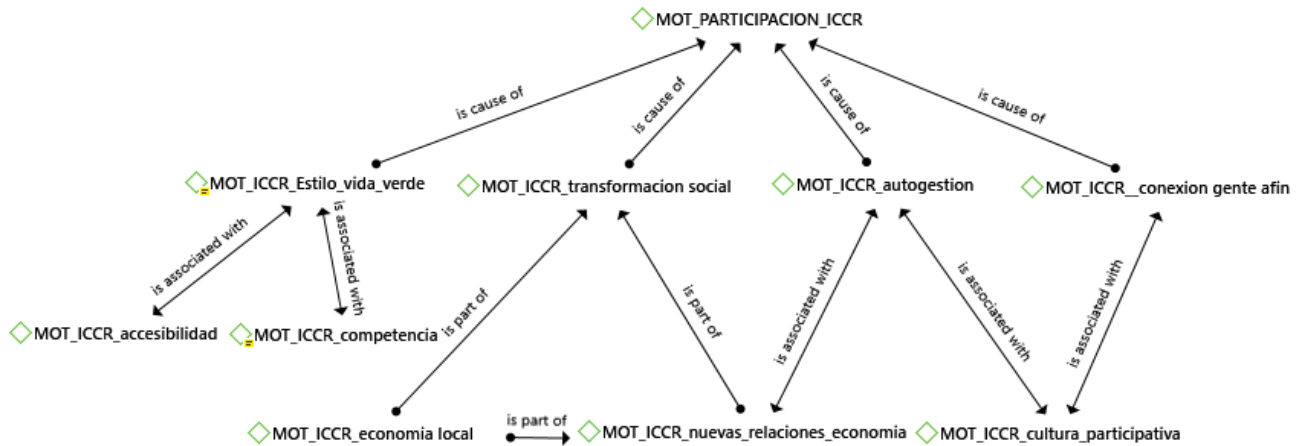 MOT_PARTICIPACION_ICCR
is cause of
is cause of
is cause of
is cause of
MOT_ICCR_Estilo_vida_verde
MOT_ICCR_transformacion social
MOT_ICCR_autogestion
MOT_ICCR__conexion gente afin
is associated with
is associated with
is part of
is part of
is associated with
is associated with
is associated with
MOT_ICCR_accesibilidad
MOT_ICCR_competencia
MOT_ICCR_economia local
is part of
MOT_ICCR_nuevas_relaciones_economia
MOT_ICCR_cultura_participativa